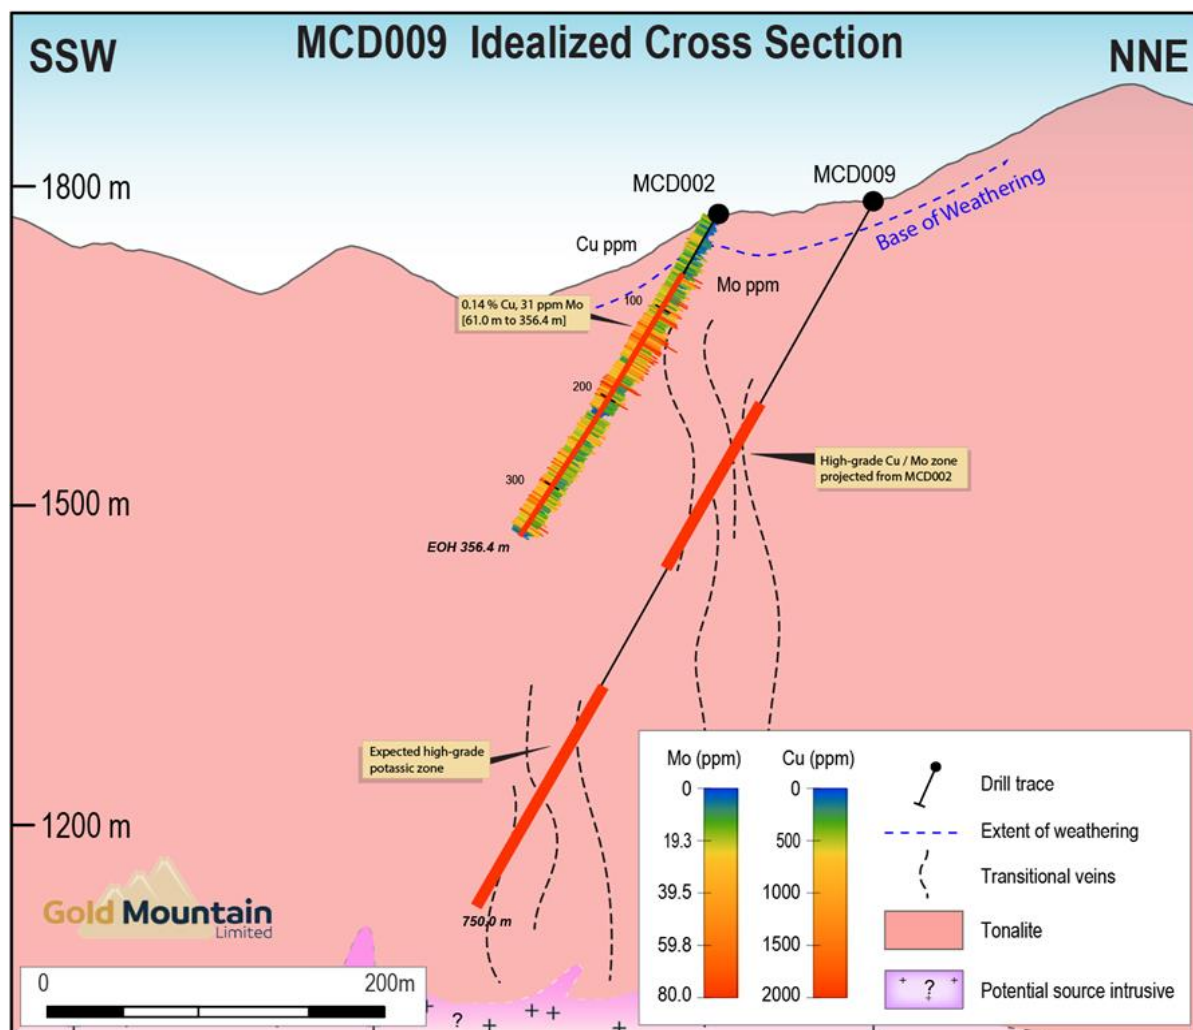 MCD009 Idealized Cross Section
SSW
NNE
1800 m
MCD002
MCD009
Base of Weathering
Cu ppm
Mo ppm
0.14 % Cu, 31 ppm Mo
[61.0 m to 356.4 m]
100
200
300
High-grade Cu / Mo zone
projected from MCD002
1500 m
EOH 356.4 m
Expected high-grade
potassic zone
1200 m
750.0 m
Gold Mountain
Limited
0
200m
?
Mo (ppm)
0
19.3
39.5
59.8
80.0
Cu (ppm)
0
500
1000
1500
2000
Drill trace
Extent of weathering
Transitional veins
Tonalite
?
Potential source intrusive